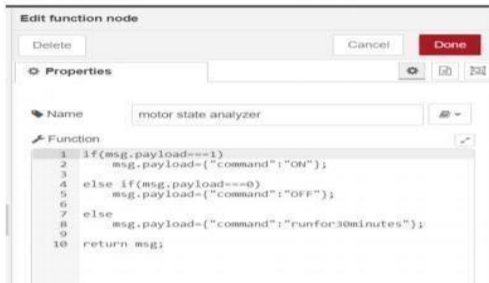 Edit function node
Delete Cancel Done
Properties
Name motor state analyzer
Function
1 if(msg.payload===1)
2 msg.payload={"command":"ON"};
3
4 else if(msg.payload===0)
5 msg.payload={"command":"OFF"};
6
7 else
8 msg.payload={"command":"runfor30minutes"};
9
10 return msg;